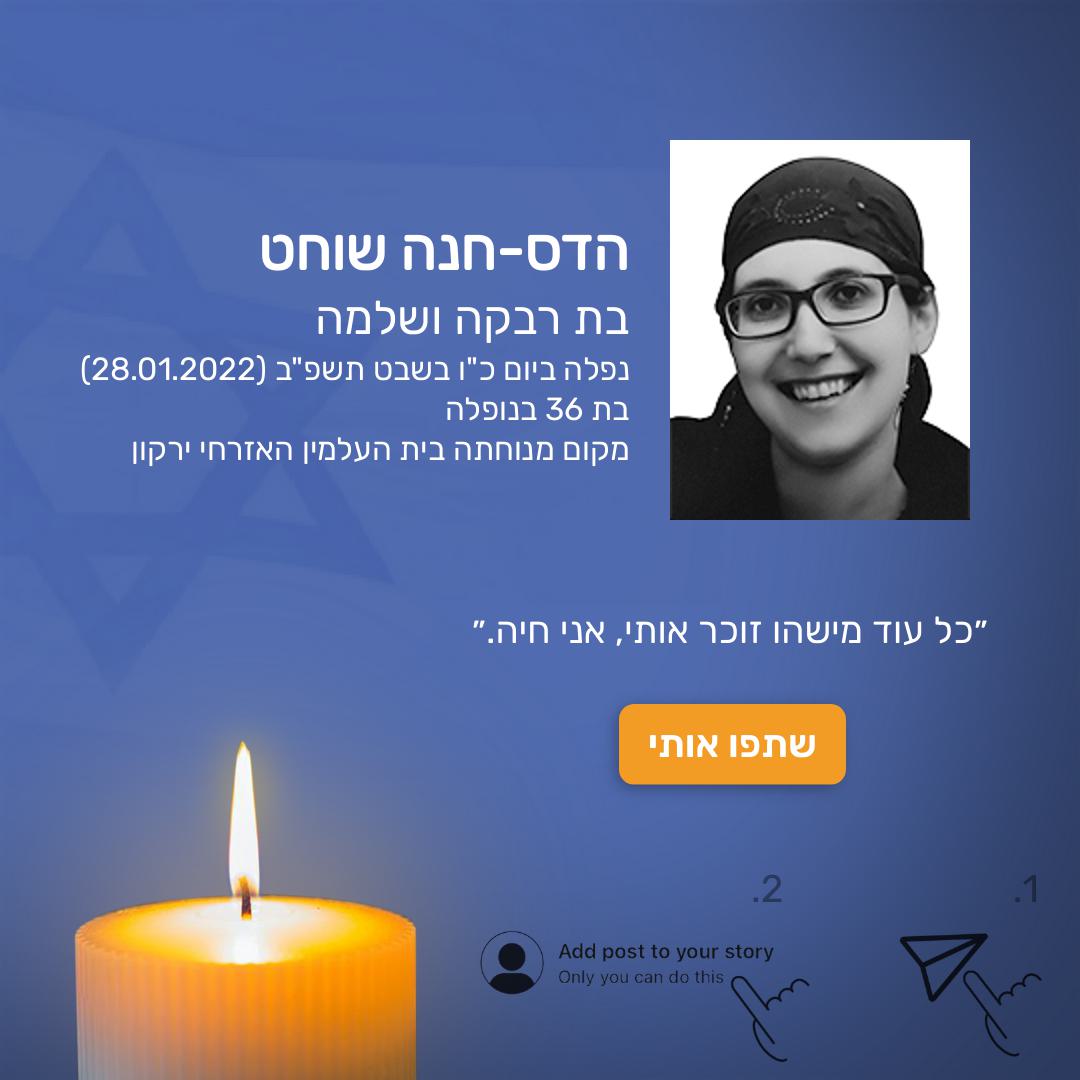 הדס-חנה שוחט
בת רבקה ושלמה
נפלה ביום כ"ו בשבט תשפ"ב (28.01.2022)
בת 36 בנופלה
מקום מנוחתה בית העלמין האזרחי ירקון
״כל עוד מישהו זוכר אותי, אני חיה.״
שתפו אותי
1.
2.
Add post to your story
Only you can do this